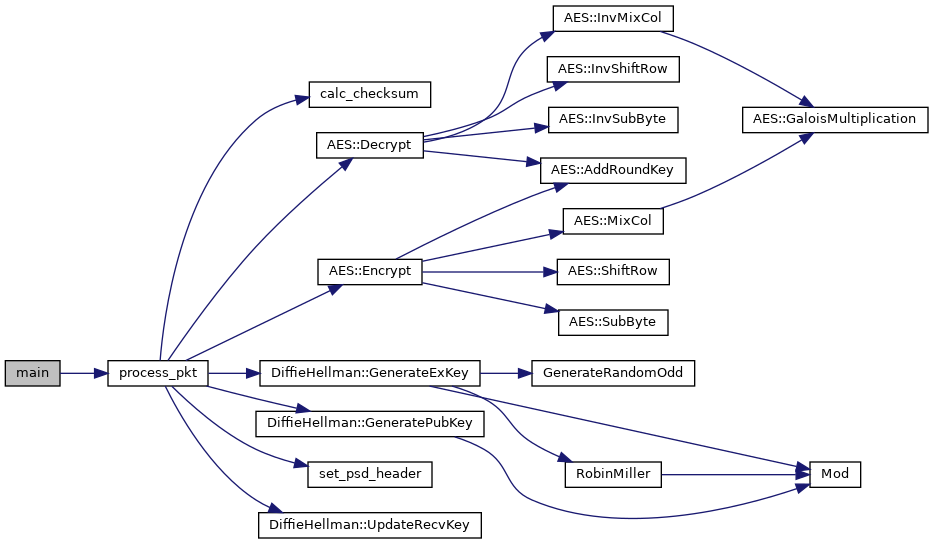 main
process_pkt
calc_checksum
AES::Decrypt
AES::Encrypt
DiffieHellman::GenerateExKey
DiffieHellman::GeneratePubKey
set_psd_header
DiffieHellman::UpdateRecvKey
AES::InvMixCol
AES::InvShiftRow
AES::InvSubByte
AES::AddRoundKey
AES::MixCol
AES::ShiftRow
AES::SubByte
GenerateRandomOdd
RobinMiller
AES::GaloisMultiplication
Mod